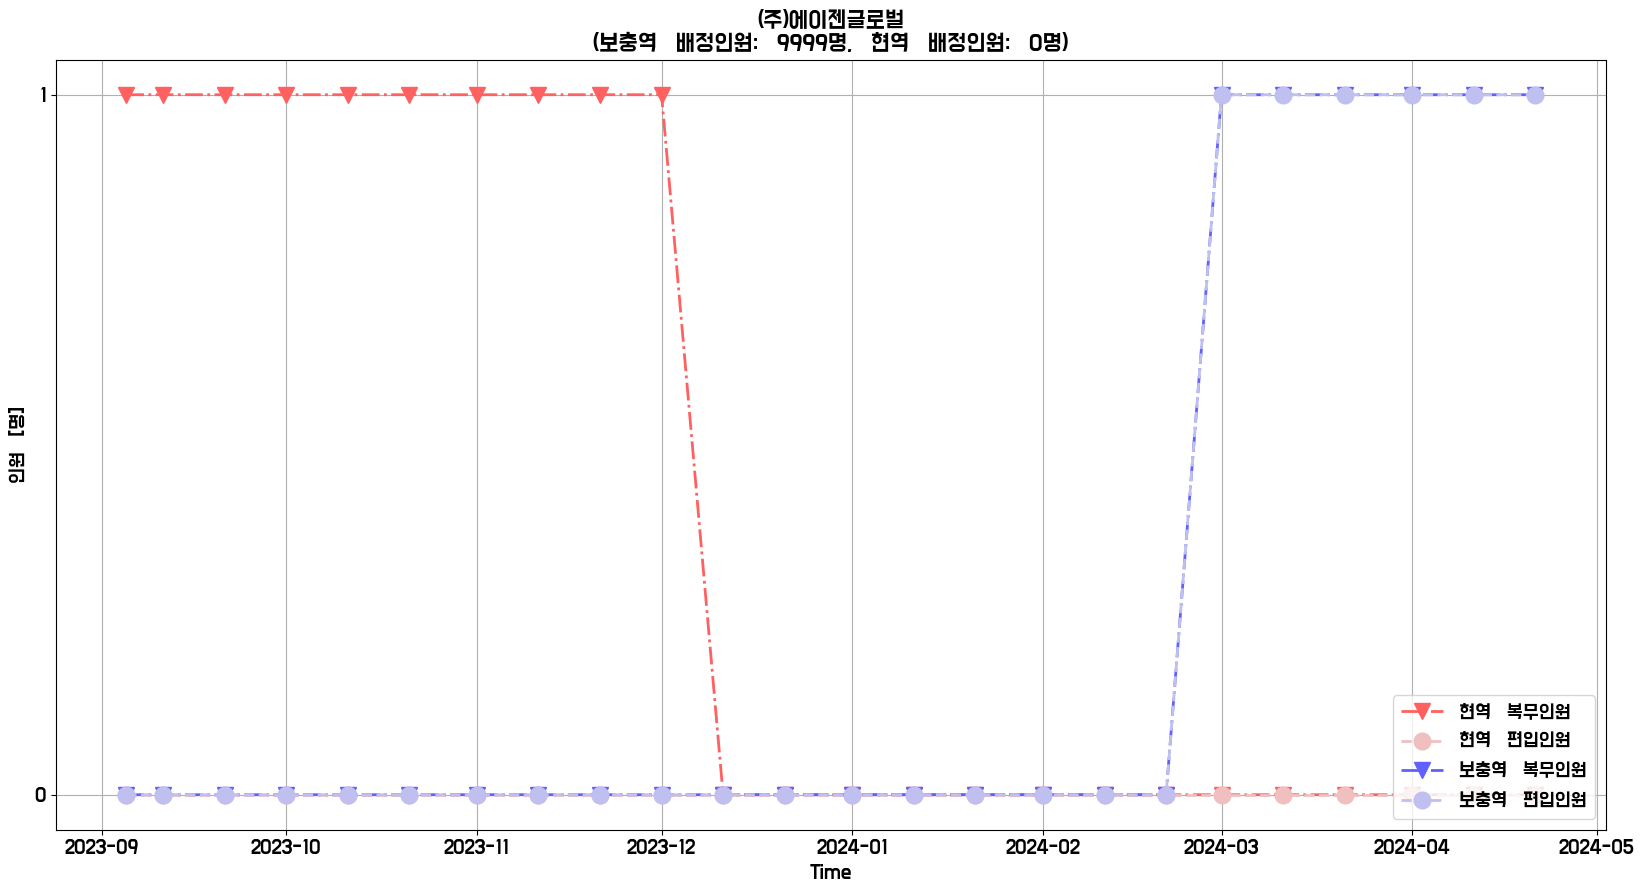 (주)에이젠글로벌
(보충역 배정인원: 9999명, 현역 배정인원: 0명)
1
인원 [명]
0
현역 복무인원
현역 편입인원
보충역 복무인원
보충역 편입인원
2023-09 2023-10 2023-11 2023-12 2024-01 2024-02 2024-03 2024-04 2024-05
Time